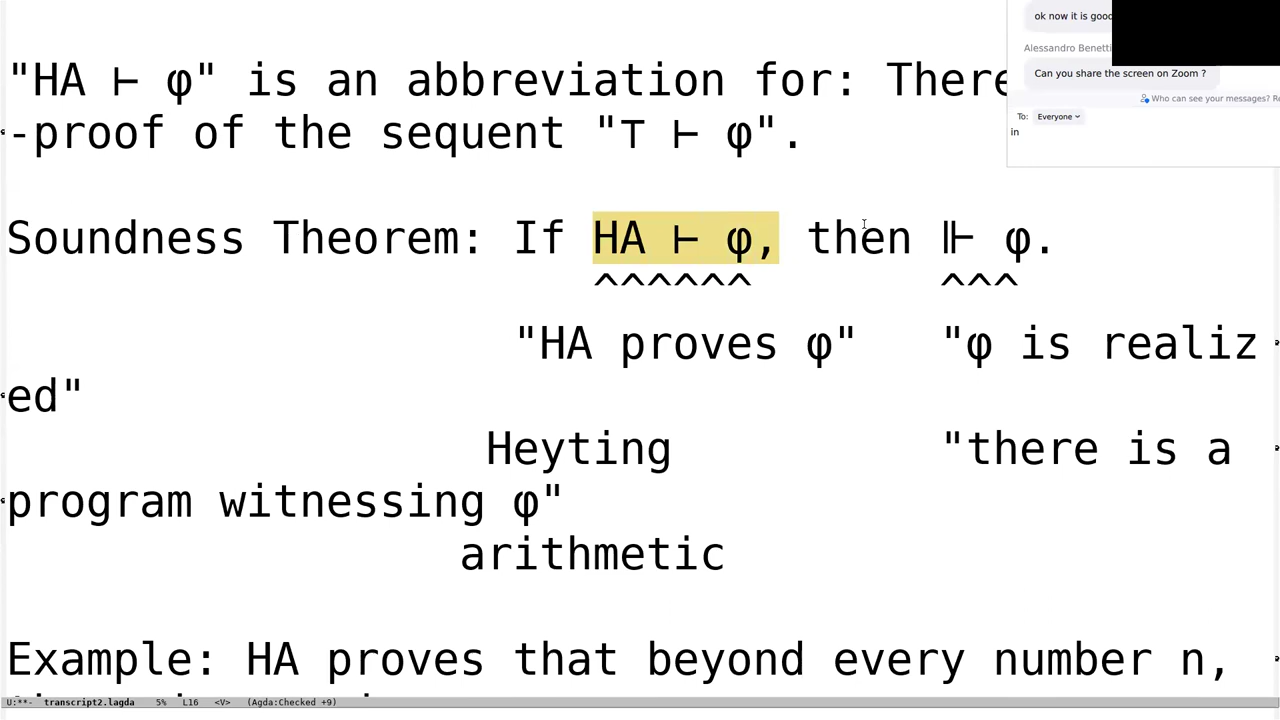 ok now it is good
Alessandro Benetti
Can you share the screen on Zoom ?
Who can see your messages?
To: Everyone
in
"HA ⊢ φ" is an abbreviation for: There
-proof of the sequent "⊤ ⊢ φ".
Soundness Theorem: If HA ⊢ φ, then ⊩ φ.
^^^^^^ ^^^
"HA proves φ" "φ is realiz
ed"
Heyting "there is a
program witnessing φ"
arithmetic
Example: HA proves that beyond every number n,
U:**- transcript2.lagda 5% L16 <V> (Agda:Checked +9)